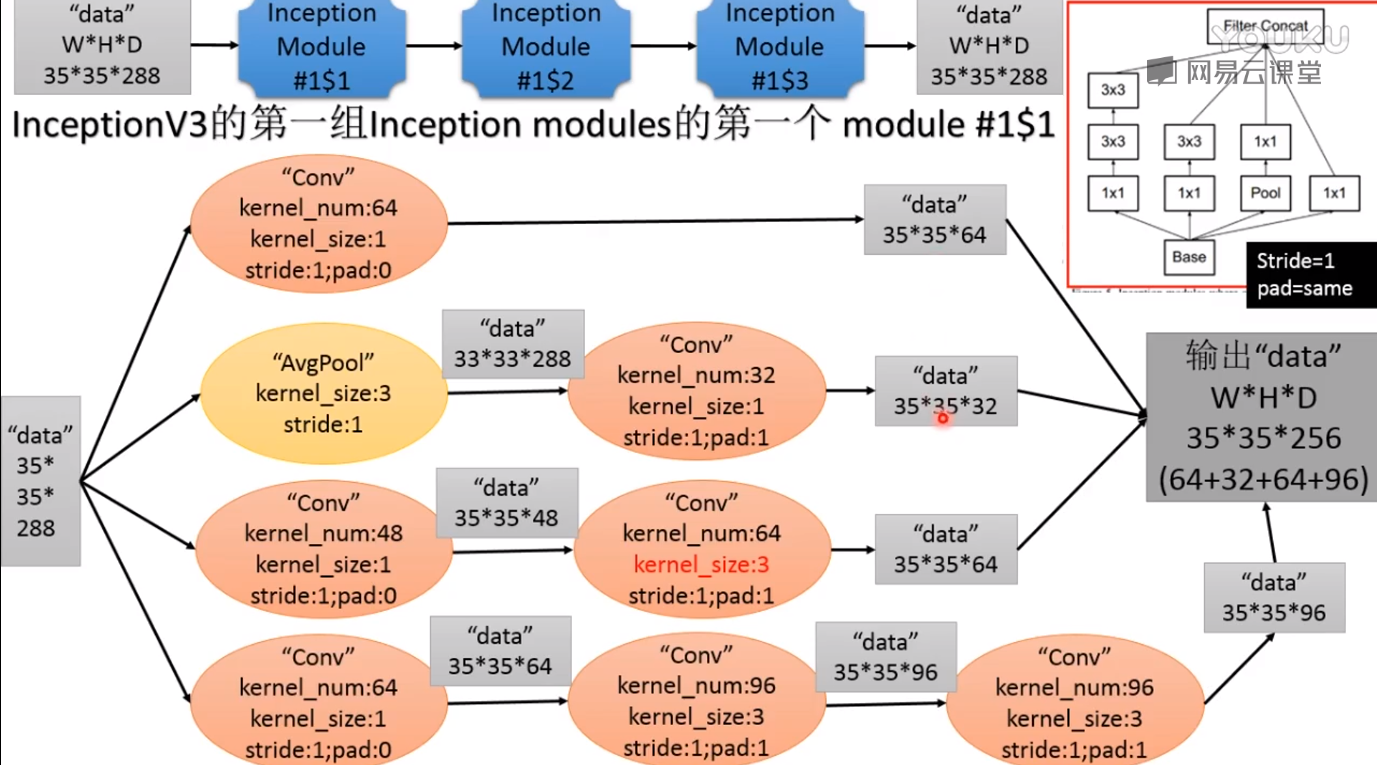 “data”
W*H*D
35*35*288
Inception
Module
#1$1
Inception
Module
#1$2
Inception
Module
#1$3
“data”
W*H*D
35*35*288
InceptionV3的第一组Inception modules的第一个 module #1$1
Filter Concat
YOUKU
网易云课堂
3x3
3x3
3x3
1x1
1x1
1x1
Pool
1x1
Base
Stride=1
pad=same
“Conv”
kernel_num:64
kernel_size:1
stride:1;pad:0
“data”
35*35*64
“data”
35*
35*
288
“AvgPool”
kernel_size:3
stride:1
“data”
33*33*288
“Conv”
kernel_num:32
kernel_size:1
stride:1;pad:1
“data”
35*35*32
输出“data”
W*H*D
35*35*256
(64+32+64+96)
“Conv”
kernel_num:48
kernel_size:1
stride:1;pad:0
“data”
35*35*48
“Conv”
kernel_num:64
kernel_size:3
stride:1;pad:1
“data”
35*35*64
“Conv”
kernel_num:64
kernel_size:1
stride:1;pad:0
“data”
35*35*64
“Conv”
kernel_num:96
kernel_size:3
stride:1;pad:1
“data”
35*35*96
“Conv”
kernel_num:96
kernel_size:3
stride:1;pad:1
“data”
35*35*96